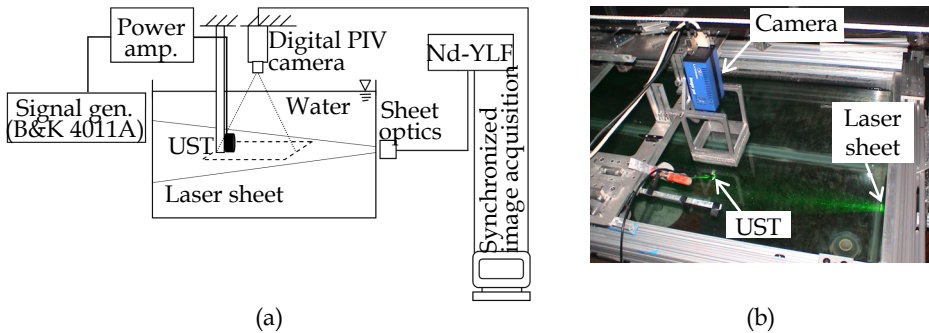 Power
amp.
Digital PIV
camera
Nd-YLF
Signal gen.
(B&K 4011A)
Water
Sheet
optics
UST
Laser sheet
Synchronized
image acquisition
(a)
Camera
Laser
sheet
UST
(b)